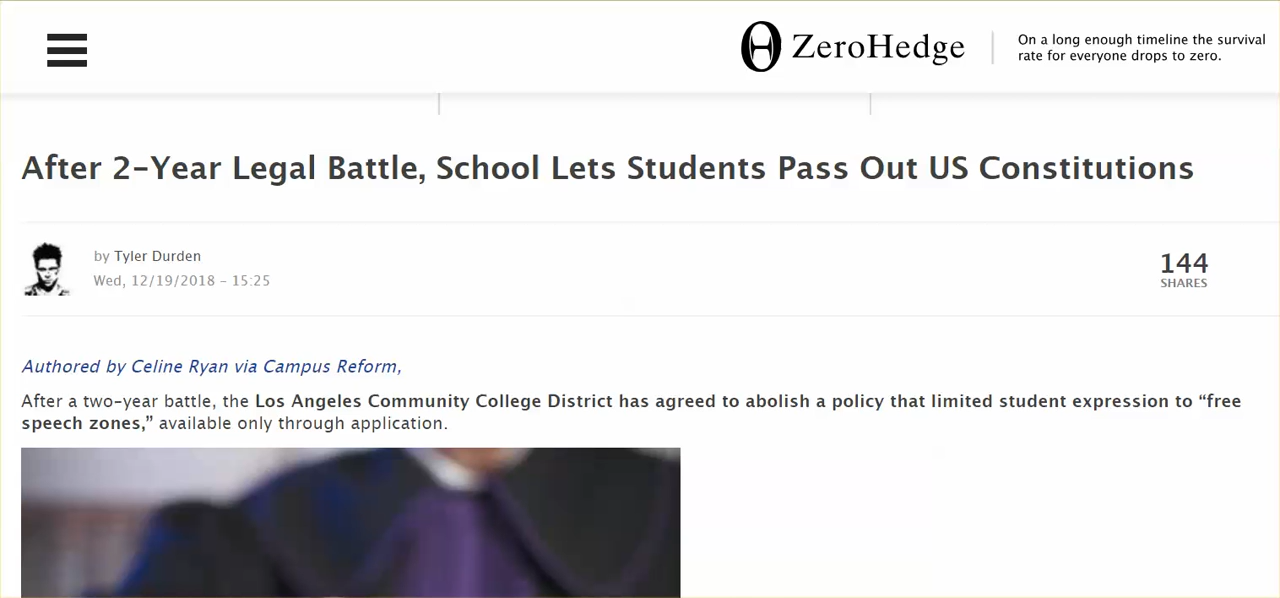 ZeroHedge
On a long enough timeline the survival
rate for everyone drops to zero.
After 2-Year Legal Battle, School Lets Students Pass Out US Constitutions
by Tyler Durden
Wed, 12/19/2018 - 15:25
144
SHARES
Authored by Celine Ryan via Campus Reform,
After a two-year battle, the Los Angeles Community College District has agreed to abolish a policy that limited student expression to “free
speech zones,” available only through application.